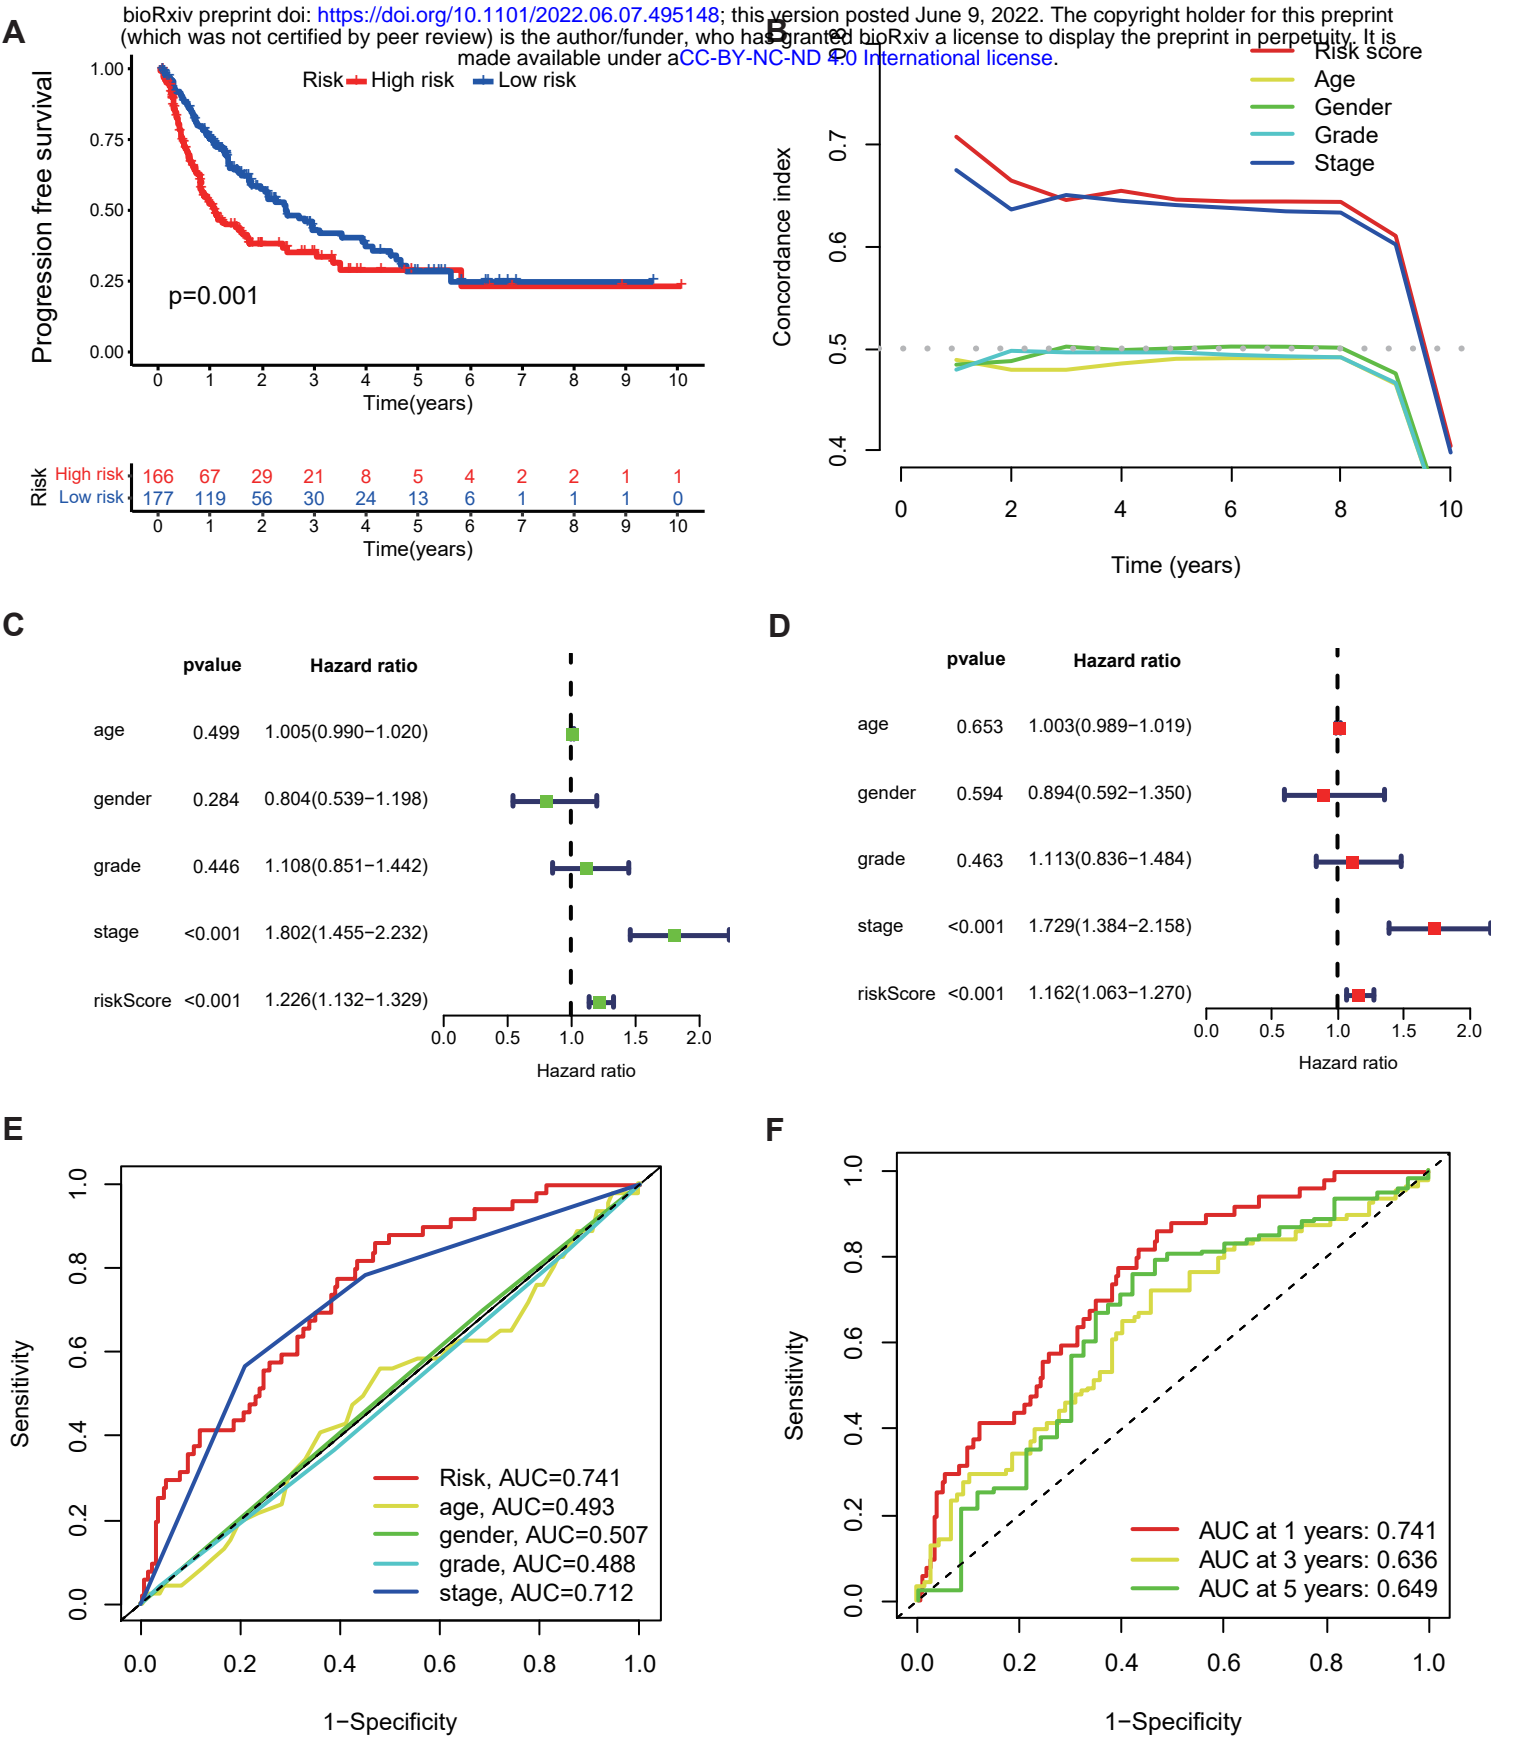 bioRxiv preprint doi: https://doi.org/10.1101/2022.06.07.495148; this version posted June 9, 2022. The copyright holder for this preprint
(which was not certified by peer review) is the author/funder, who has granted bioRxiv a license to display the preprint in perpetuity. It is
made available under aCC-BY-NC-ND 4.0 International license.
A
Progression free survival
Risk High risk Low risk
1.00
0.75
0.50
0.25
0.00
p=0.001
0 1 2 3 4 5 6 7 8 9 10
Time(years)
Risk
High risk 166 67 29 21 8 5 4 2 2 1 1
Low risk 177 119 56 30 24 13 6 1 1 1 0
0 1 2 3 4 5 6 7 8 9 10
Time(years)
B
Concordance index
0.8
0.7
0.6
0.5
0.4
Risk score
Age
Gender
Grade
Stage
0 2 4 6 8 10
Time (years)
C
pvalue Hazard ratio
age 0.499 1.005(0.990−1.020)
gender 0.284 0.804(0.539−1.198)
grade 0.446 1.108(0.851−1.442)
stage <0.001 1.802(1.455−2.232)
riskScore <0.001 1.226(1.132−1.329)
0.0 0.5 1.0 1.5 2.0
Hazard ratio
D
pvalue Hazard ratio
age 0.653 1.003(0.989−1.019)
gender 0.594 0.894(0.592−1.350)
grade 0.463 1.113(0.836−1.484)
stage <0.001 1.729(1.384−2.158)
riskScore <0.001 1.162(1.063−1.270)
0.0 0.5 1.0 1.5 2.0
Hazard ratio
E
Sensitivity
1.0
0.8
0.6
0.4
0.2
0.0
Risk, AUC=0.741
age, AUC=0.493
gender, AUC=0.507
grade, AUC=0.488
stage, AUC=0.712
0.0 0.2 0.4 0.6 0.8 1.0
1−Specificity
F
Sensitivity
1.0
0.8
0.6
0.4
0.2
0.0
AUC at 1 years: 0.741
AUC at 3 years: 0.636
AUC at 5 years: 0.649
0.0 0.2 0.4 0.6 0.8 1.0
1−Specificity